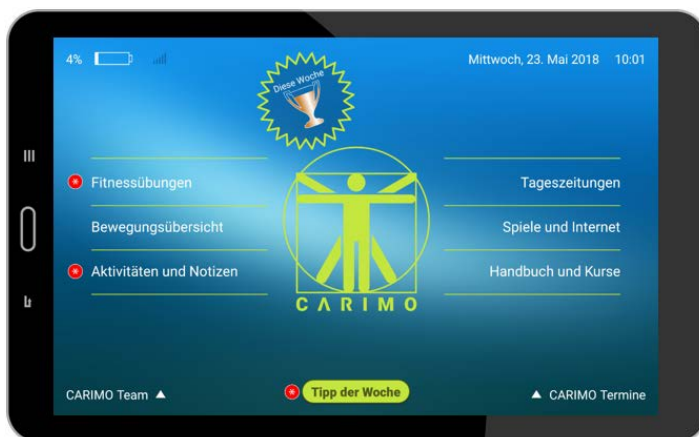 4%
Mittwoch, 23. Mai 2018 10:01
Diese Woche
Fitnessübungen
Tageszeitungen
Bewegungsübersicht
Spiele und Internet
Aktivitäten und Notizen
Handbuch und Kurse
CARIMO
CARIMO Team
Tipp der Woche
CARIMO Termine